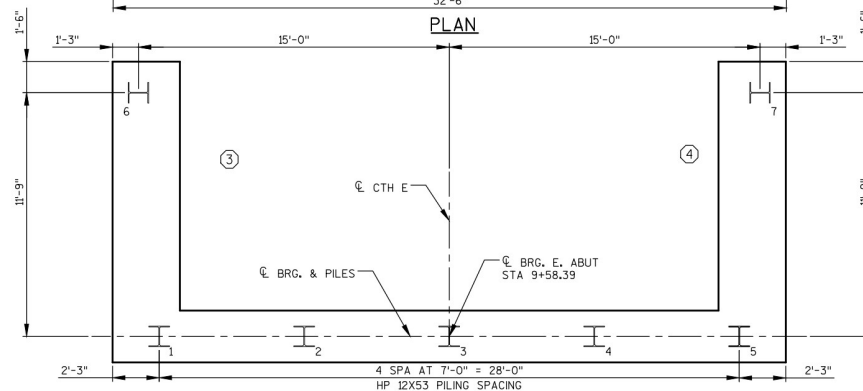 PLAN
1'-6"
1'-3"
15'-0"
15'-0"
1'-3"
6
7
3
4
11'-9"
℄ CTH E
℄ BRG. & PILES
℄ BRG. E. ABUT
STA 9+58.39
1
2
3
4
5
2'-3"
4 SPA AT 7'-0" = 28'-0"
2'-3"
HP 12X53 PILING SPACING